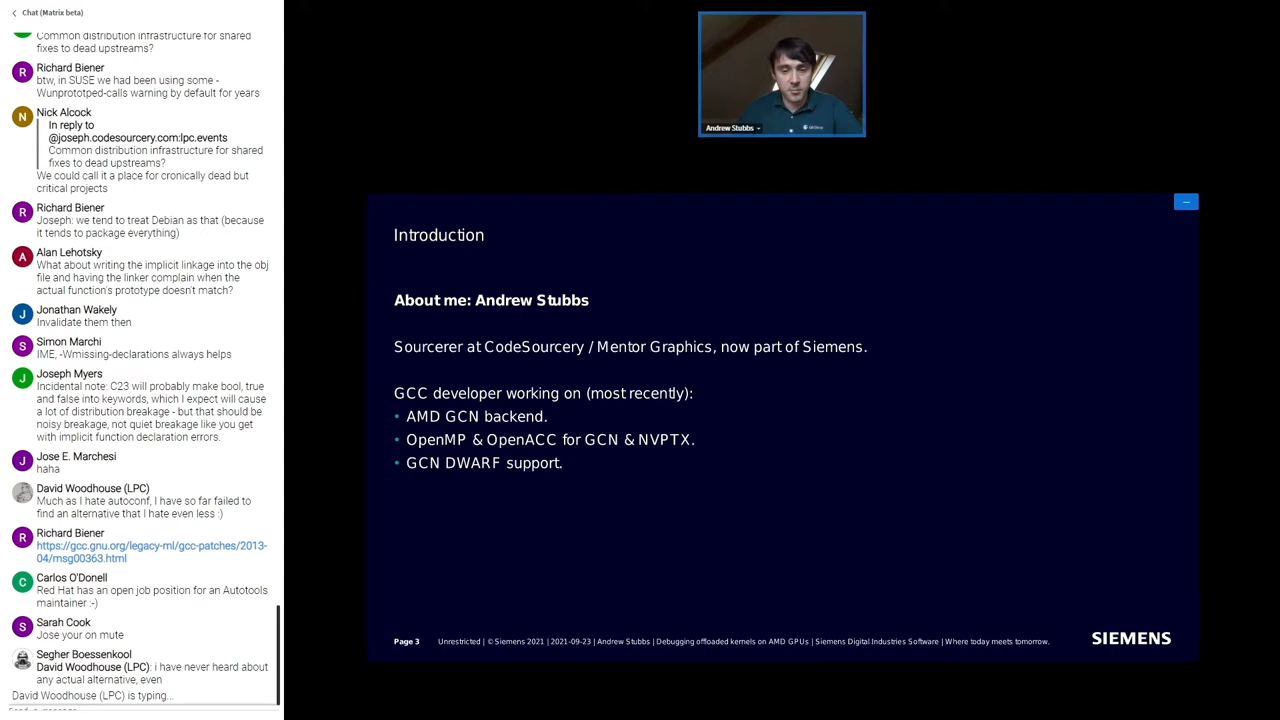 Chat (Matrix beta)
Common distribution infrastructure for shared
fixes to dead upstreams?
R
Richard Biener
btw, in SUSE we had been using some -
Wunprototped-calls warning by default for years
N
Nick Alcock
In reply to
@joseph.codesourcery.com:lpc.events
Common distribution infrastructure for shared
fixes to dead upstreams?
We could call it a place for cronically dead but
critical projects
R
Richard Biener
Joseph: we tend to treat Debian as that (because
it tends to package everything)
A
Alan Lehotsky
What about writing the implicit linkage into the obj
file and having the linker complain when the
actual function's prototype doesn't match?
J
Jonathan Wakely
Invalidate them then
S
Simon Marchi
IME, -Wmissing-declarations always helps
J
Joseph Myers
Incidental note: C23 will probably make bool, true
and false into keywords, which I expect will cause
a lot of distribution breakage - but that should be
noisy breakage, not quiet breakage like you get
with implicit function declaration errors.
J
Jose E. Marchesi
haha
David Woodhouse (LPC)
Much as I hate autoconf, I have so far failed to
find an alternative that I hate even less :)
R
Richard Biener
https://gcc.gnu.org/legacy-ml/gcc-patches/2013-
04/msg00363.html
C
Carlos O'Donell
Red Hat has an open job position for an Autotools
maintainer :-)
S
Sarah Cook
Jose your on mute
Segher Boessenkool
David Woodhouse (LPC): i have never heard about
any actual alternative, even
David Woodhouse (LPC) is typing...
Andrew Stubbs
Introduction
About me: Andrew Stubbs
Sourcerer at CodeSourcery / Mentor Graphics, now part of Siemens.
GCC developer working on (most recently):
• AMD GCN backend.
• OpenMP & OpenACC for GCN & NVPTX.
• GCN DWARF support.
Page 3 Unrestricted | © Siemens 2021 | 2021-09-23 | Andrew Stubbs | Debugging offloaded kernels on AMD GPUs | Siemens Digital Industries Software | Where today meets tomorrow.
SIEMENS